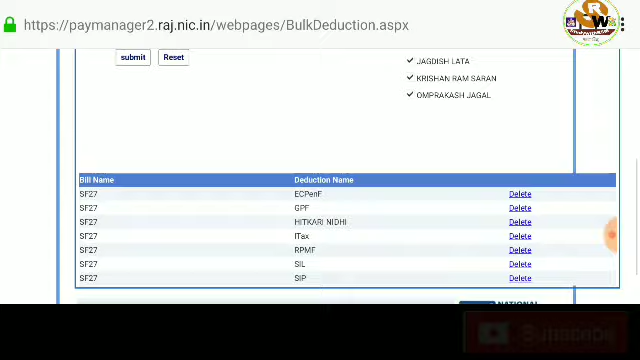 https://paymanager2.raj.nic.in/webpages/BulkDeduction.aspx
R
S W S
submit Reset
✓ JAGDISH LATA
✓ KRISHAN RAM SARAN
✓ OMPRAKASH JAGAL
Bill Name Deduction Name
SF27 ECPenF Delete
SF27 GPF Delete
SF27 HITKARI NIDHI Delete
SF27 ITax Delete
SF27 RPMF Delete
SF27 SIL Delete
SF27 SIP Delete
NATIONAL
Subscribe